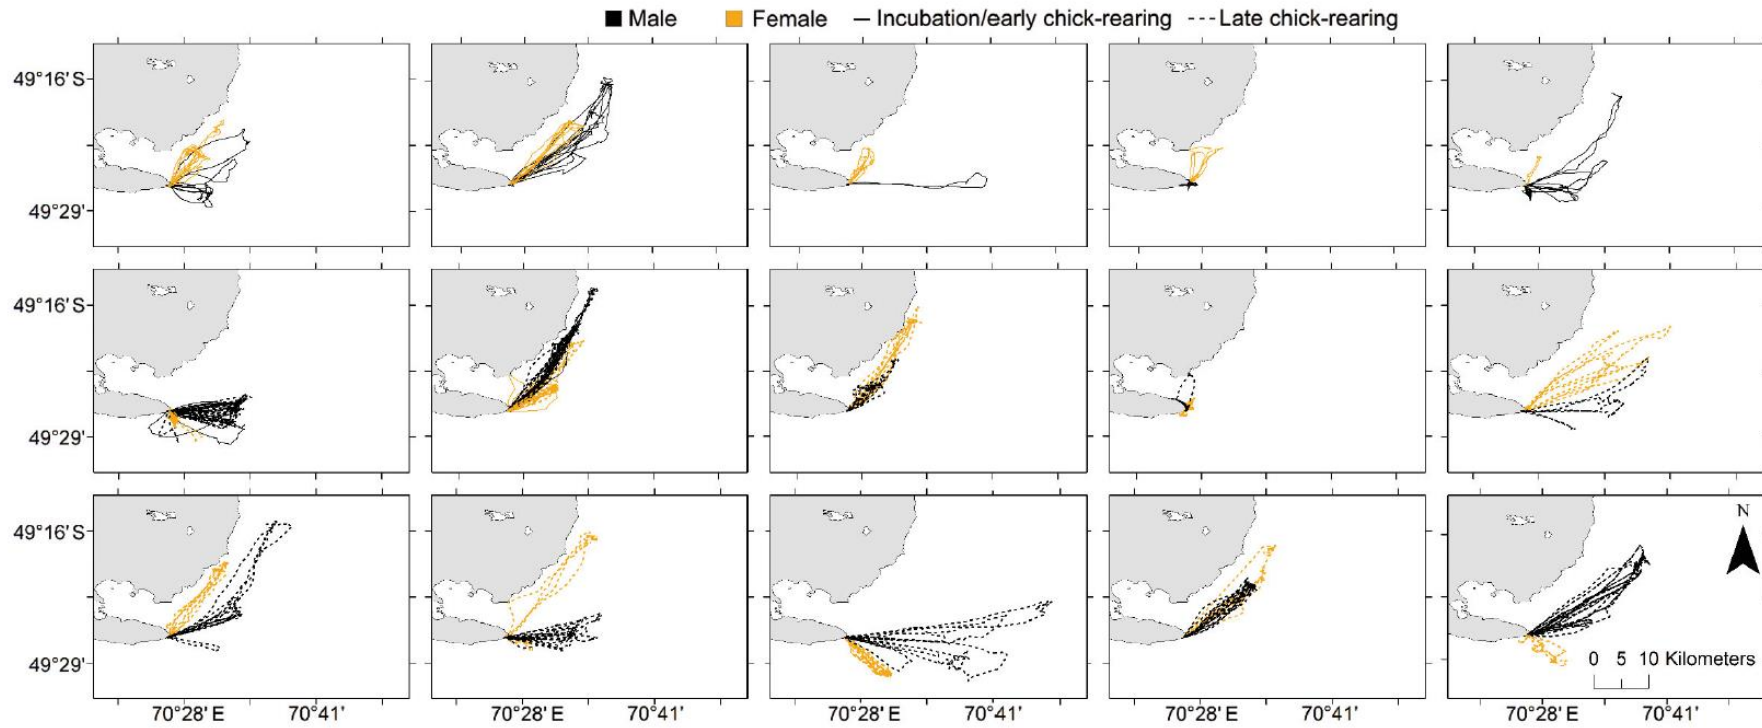 Male Female Incubation/early chick-rearing Late chick-rearing
49°16' S
49°29'
49°16' S
49°29'
49°16' S
N
49°29'
0 5 10 Kilometers
70°28' E 70°41' 70°28' E 70°41' 70°28' E 70°41' 70°28' E 70°41' 70°28' E 70°41'